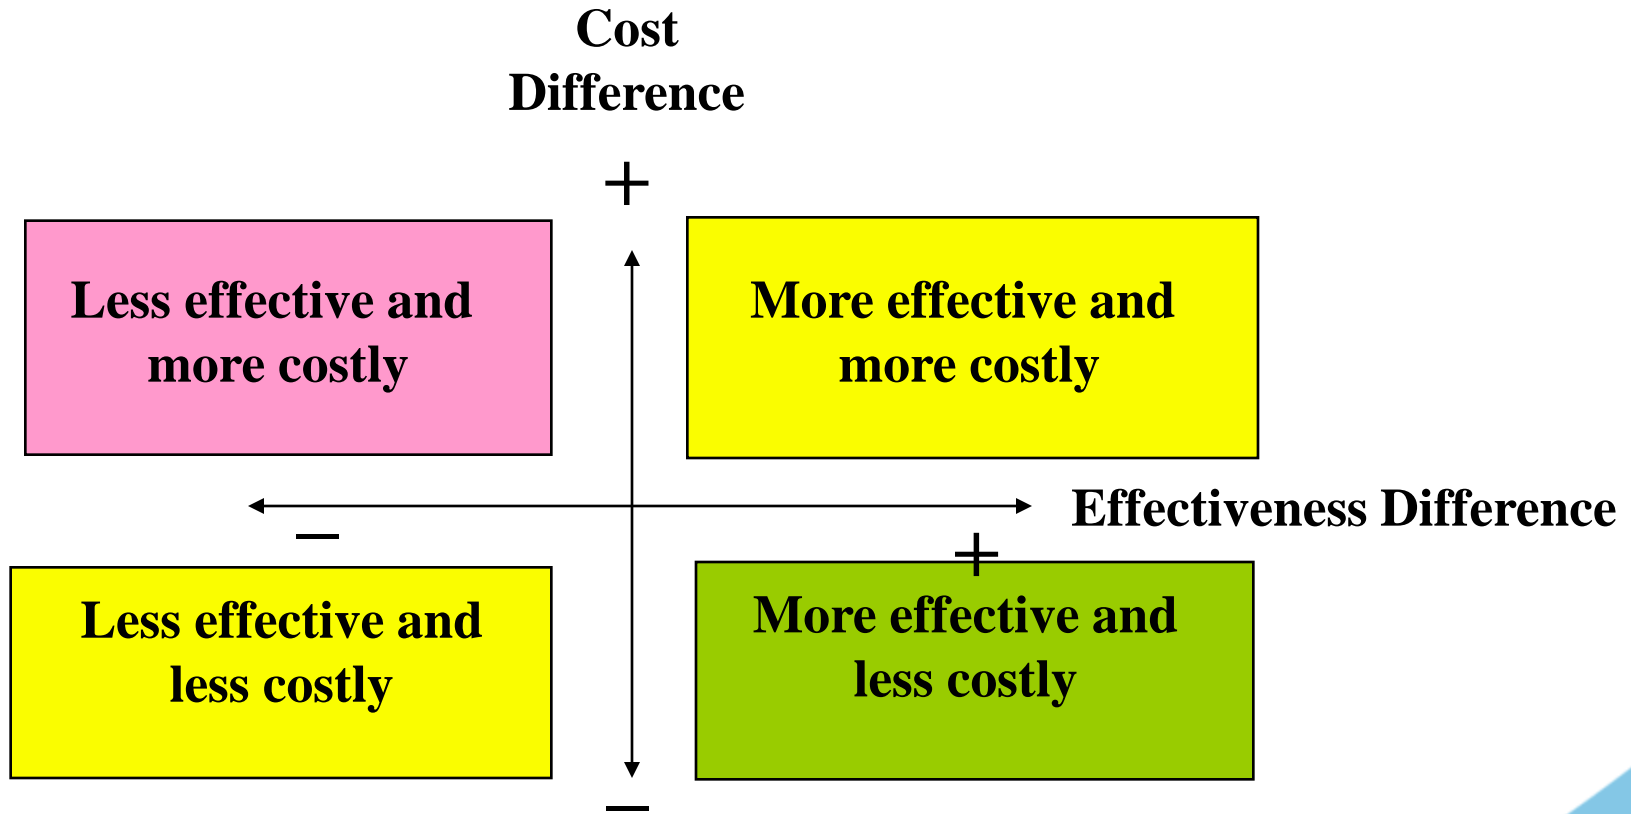 Cost
Difference
+
Less effective and
more costly
More effective and
more costly
Effectiveness Difference
–
+
Less effective and
less costly
More effective and
less costly
–